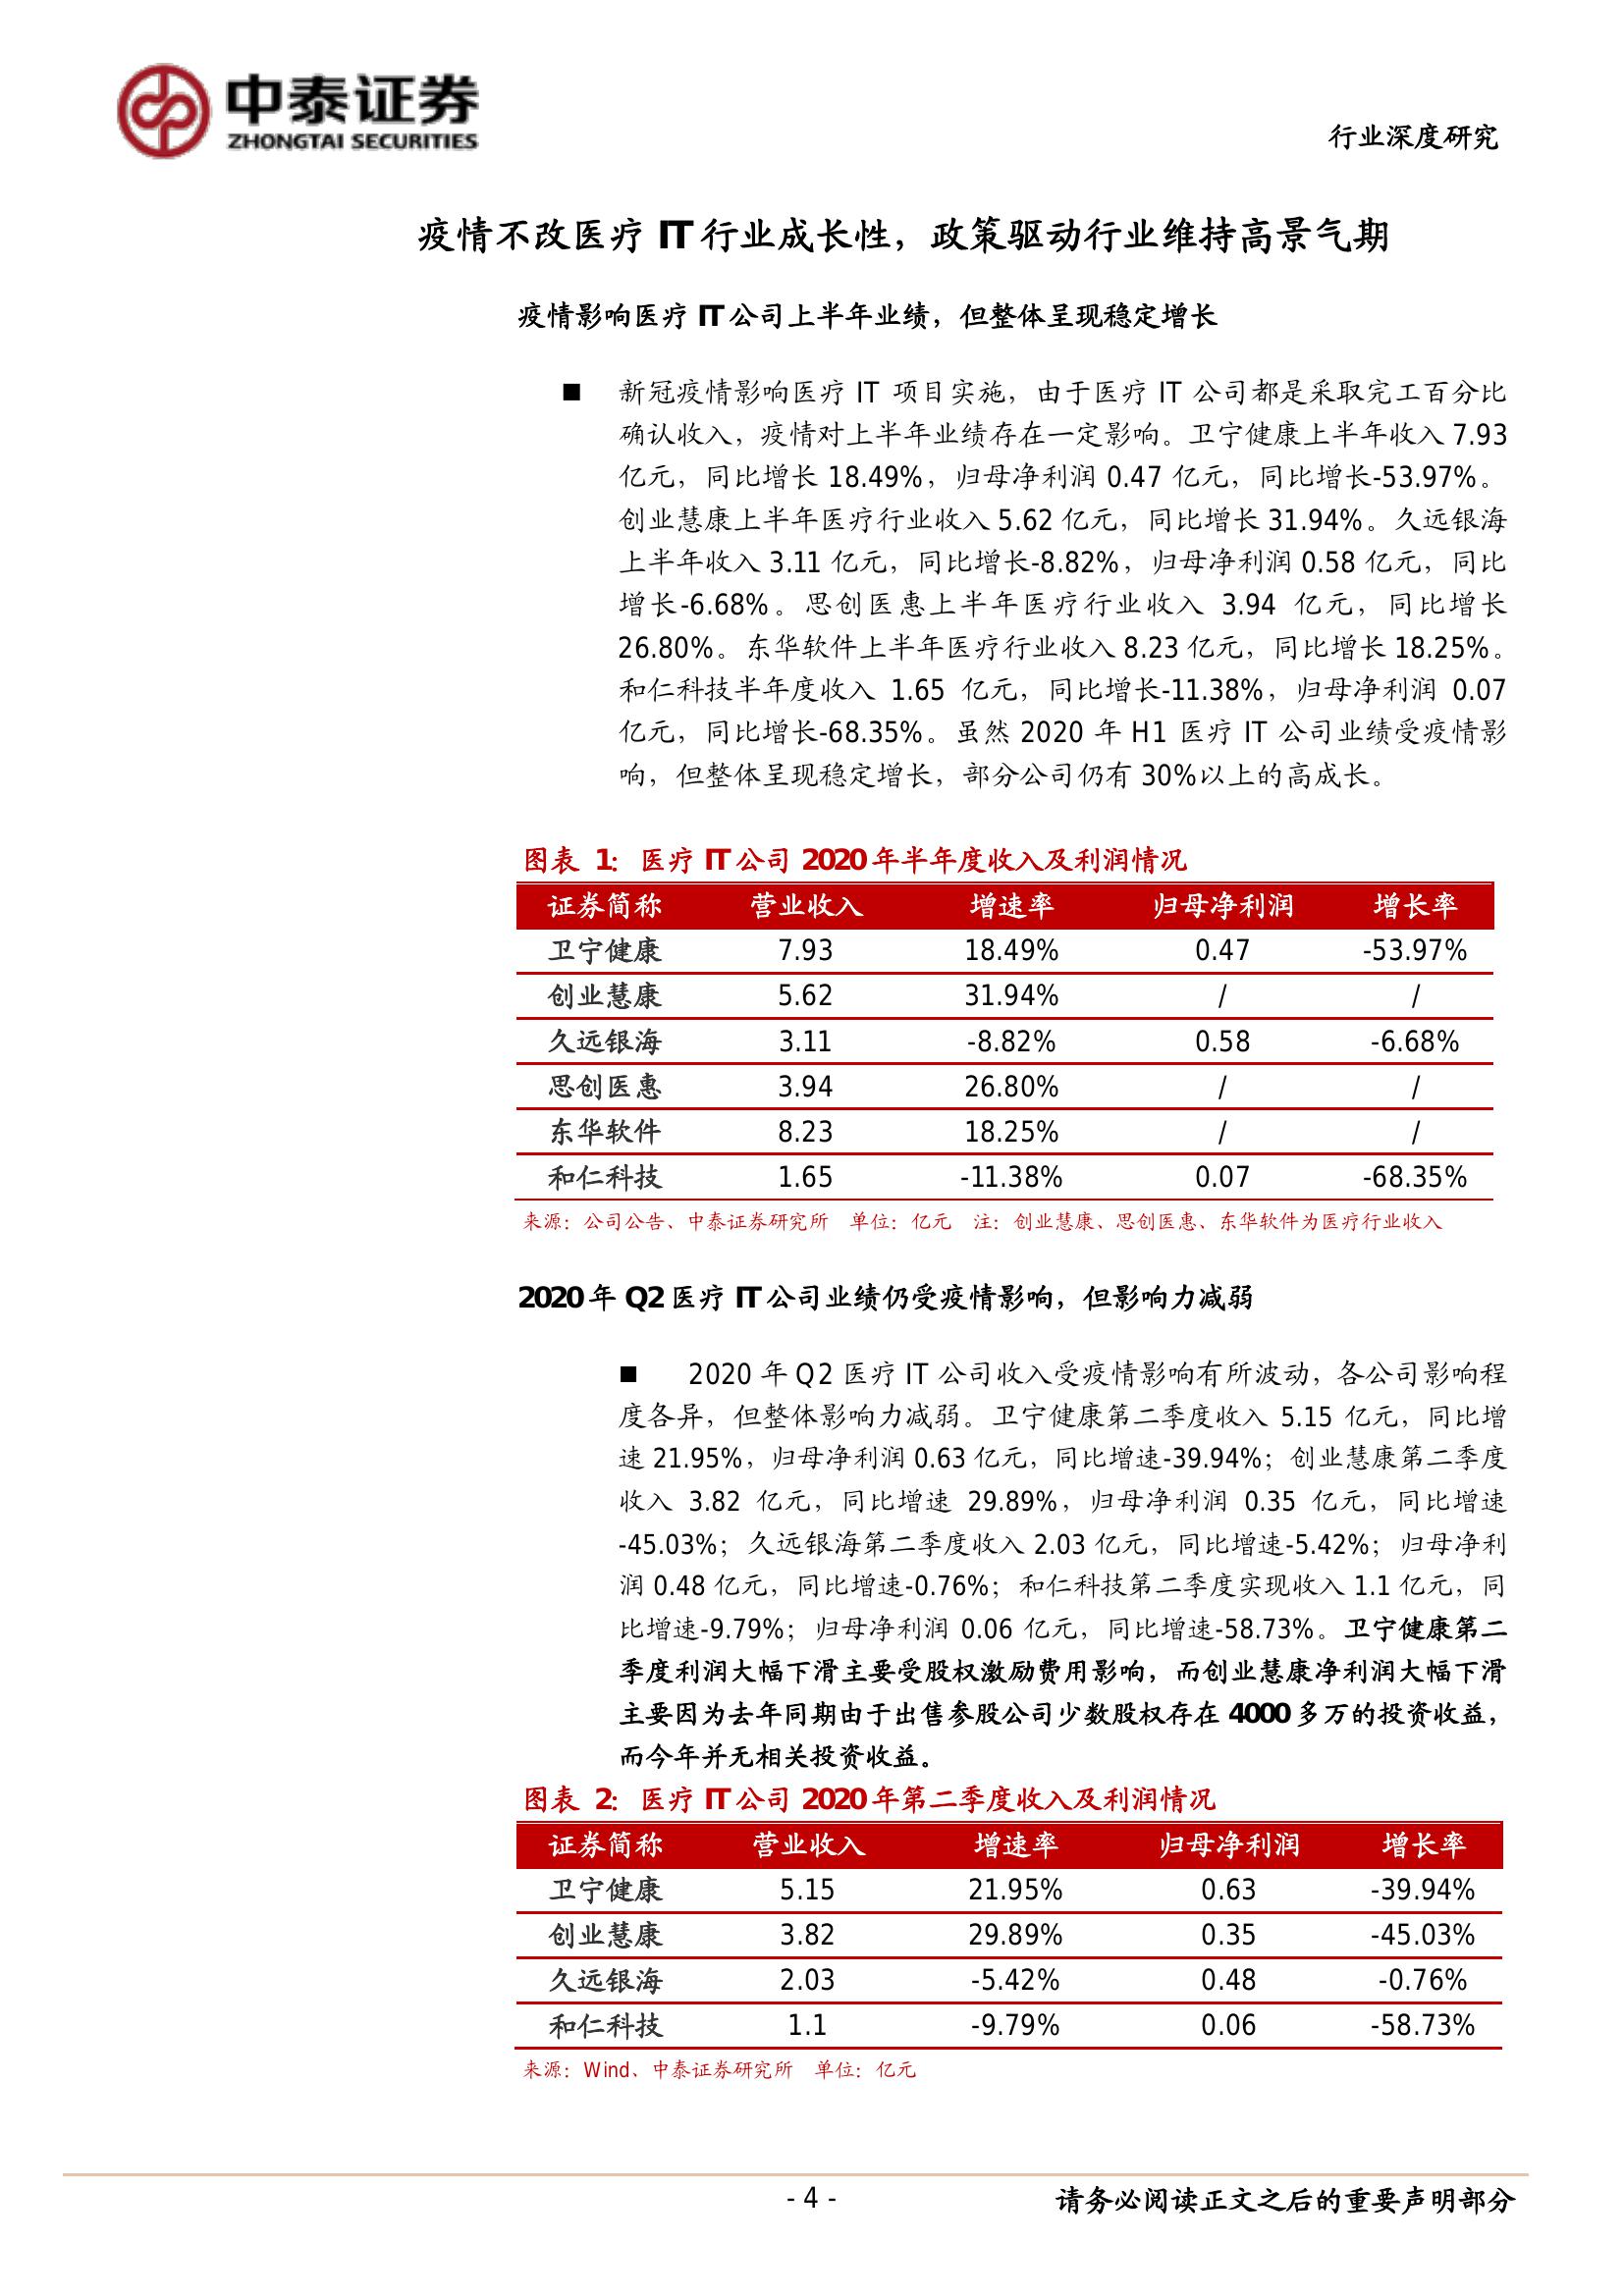 中泰证券
ZHONGTAI SECURITIES
行业深度研究
疫情不改医疗 IT 行业成长性，政策驱动行业维持高景气期
疫情影响医疗 IT 公司上半年业绩，但整体呈现稳定增长
■ 新冠疫情影响医疗 IT 项目实施，由于医疗 IT 公司都是采取完工百分比
确认收入，疫情对上半年业绩存在一定影响。卫宁健康上半年收入 7.93
亿元，同比增长 18.49%，归母净利润 0.47 亿元，同比增长-53.97%。
创业慧康上半年医疗行业收入 5.62 亿元，同比增长 31.94%。久远银海
上半年收入 3.11 亿元，同比增长-8.82%，归母净利润 0.58 亿元，同比
增长-6.68%。思创医惠上半年医疗行业收入 3.94 亿元，同比增长
26.80%。东华软件上半年医疗行业收入 8.23 亿元，同比增长 18.25%。
和仁科技半年度收入 1.65 亿元，同比增长-11.38%，归母净利润 0.07
亿元，同比增长-68.35%。虽然 2020 年 H1 医疗 IT 公司业绩受疫情影
响，但整体呈现稳定增长，部分公司仍有 30%以上的高成长。
图表 1： 医疗 IT 公司 2020 年半年度收入及利润情况
证券简称 营业收入 增速率 归母净利润 增长率
卫宁健康 7.93 18.49% 0.47 -53.97%
创业慧康 5.62 31.94% / /
久远银海 3.11 -8.82% 0.58 -6.68%
思创医惠 3.94 26.80% / /
东华软件 8.23 18.25% / /
和仁科技 1.65 -11.38% 0.07 -68.35%
来源：公司公告、中泰证券研究所 单位：亿元 注：创业慧康、思创医惠、东华软件为医疗行业收入
2020 年 Q2 医疗 IT 公司业绩仍受疫情影响，但影响力减弱
■ 2020 年 Q2 医疗 IT 公司收入受疫情影响有所波动，各公司影响程
度各异，但整体影响力减弱。卫宁健康第二季度收入 5.15 亿元，同比增
速 21.95%，归母净利润 0.63 亿元，同比增速-39.94%；创业慧康第二季度
收入 3.82 亿元，同比增速 29.89%，归母净利润 0.35 亿元，同比增速
-45.03%；久远银海第二季度收入 2.03 亿元，同比增速-5.42%；归母净利
润 0.48 亿元，同比增速-0.76%；和仁科技第二季度实现收入 1.1 亿元，同
比增速-9.79%；归母净利润 0.06 亿元，同比增速-58.73%。卫宁健康第二
季度利润大幅下滑主要受股权激励费用影响，而创业慧康净利润大幅下滑
主要因为去年同期由于出售参股公司少数股权存在 4000 多万的投资收益，
而今年并无相关投资收益。
图表 2： 医疗 IT 公司 2020 年第二季度收入及利润情况
证券简称 营业收入 增速率 归母净利润 增长率
卫宁健康 5.15 21.95% 0.63 -39.94%
创业慧康 3.82 29.89% 0.35 -45.03%
久远银海 2.03 -5.42% 0.48 -0.76%
和仁科技 1.1 -9.79% 0.06 -58.73%
来源：Wind、中泰证券研究所 单位：亿元
- 4 -
请务必阅读正文之后的重要声明部分